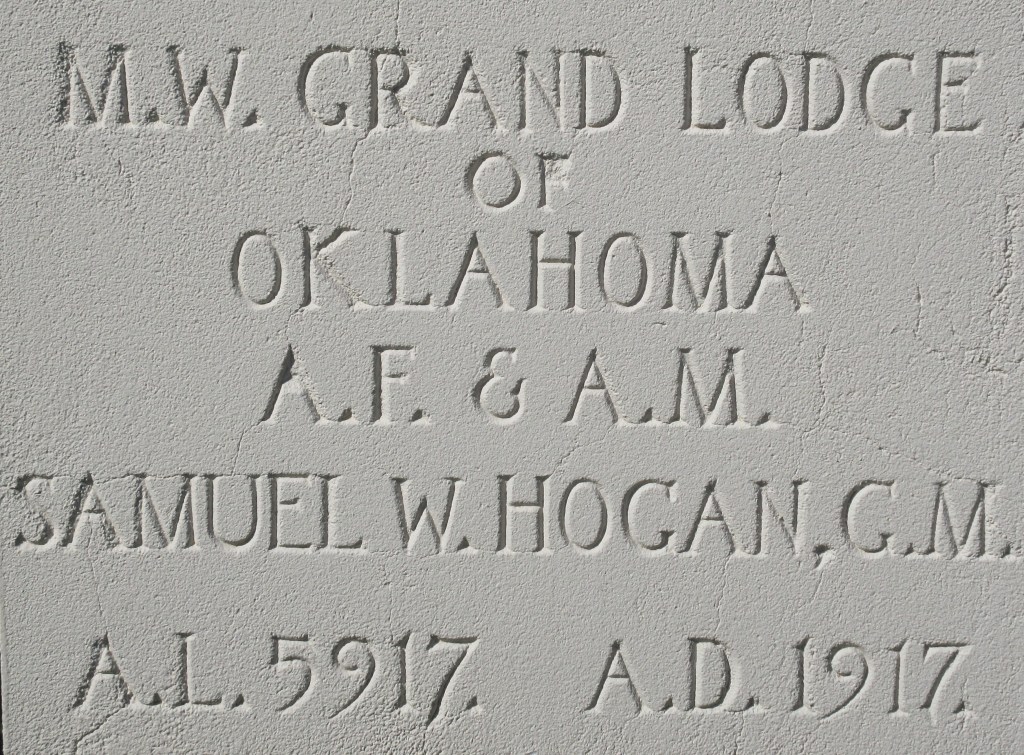 M.W. GRAND LODGE
OF
OKLAHOMA
A.F. & A.M.
SAMUEL W. HOGAN, G.M.
A.L. 5917. A.D. 1917.